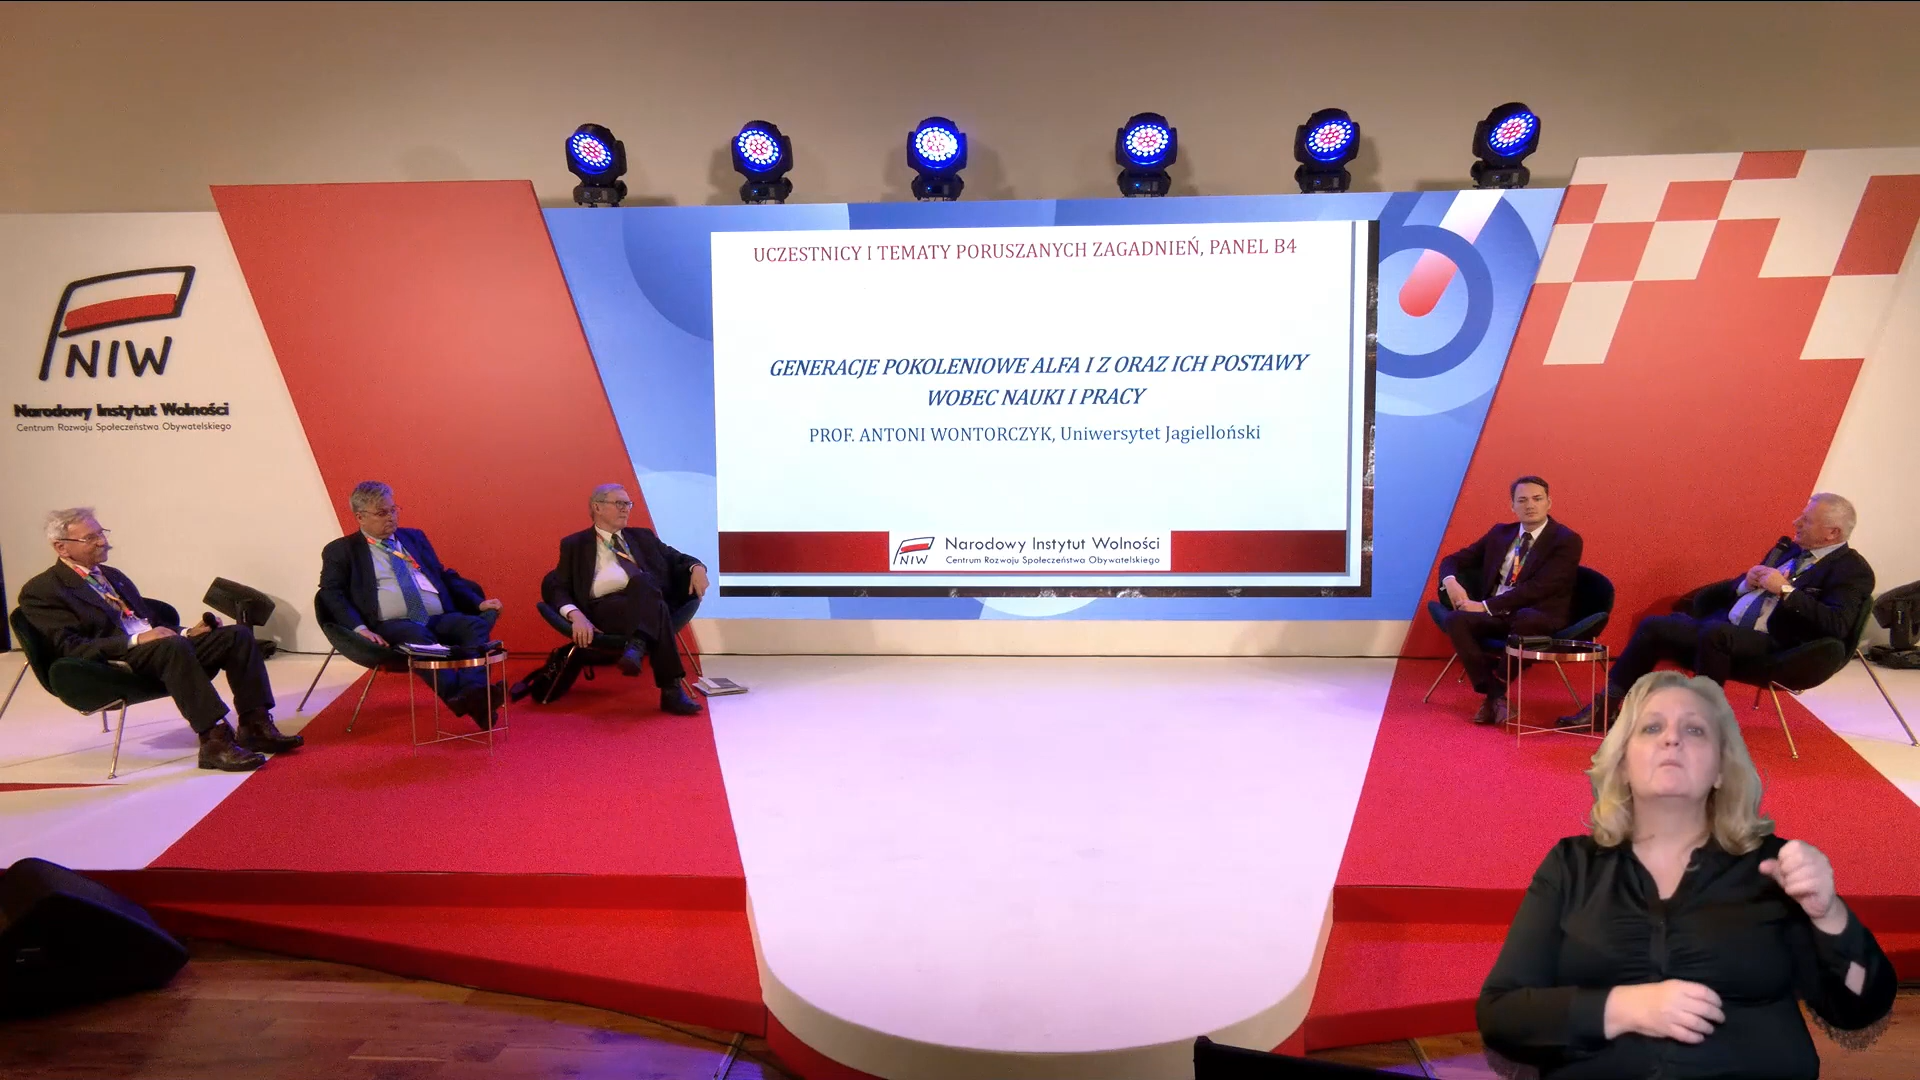 NIW
Narodowy Instytut Wolności
Centrum Rozwoju Społeczeństwa Obywatelskiego
UCZESTNICY I TEMATY PORUSZANYCH ZAGADNIEŃ, PANEL B4
GENERACJE POKOLENIOWE ALFA I Z ORAZ ICH POSTAWY
WOBEC NAUKI I PRACY
PROF. ANTONI WONTORCZYK, Uniwersytet Jagielloński
NIW
Narodowy Instytut Wolności
Centrum Rozwoju Społeczeństwa Obywatelskiego